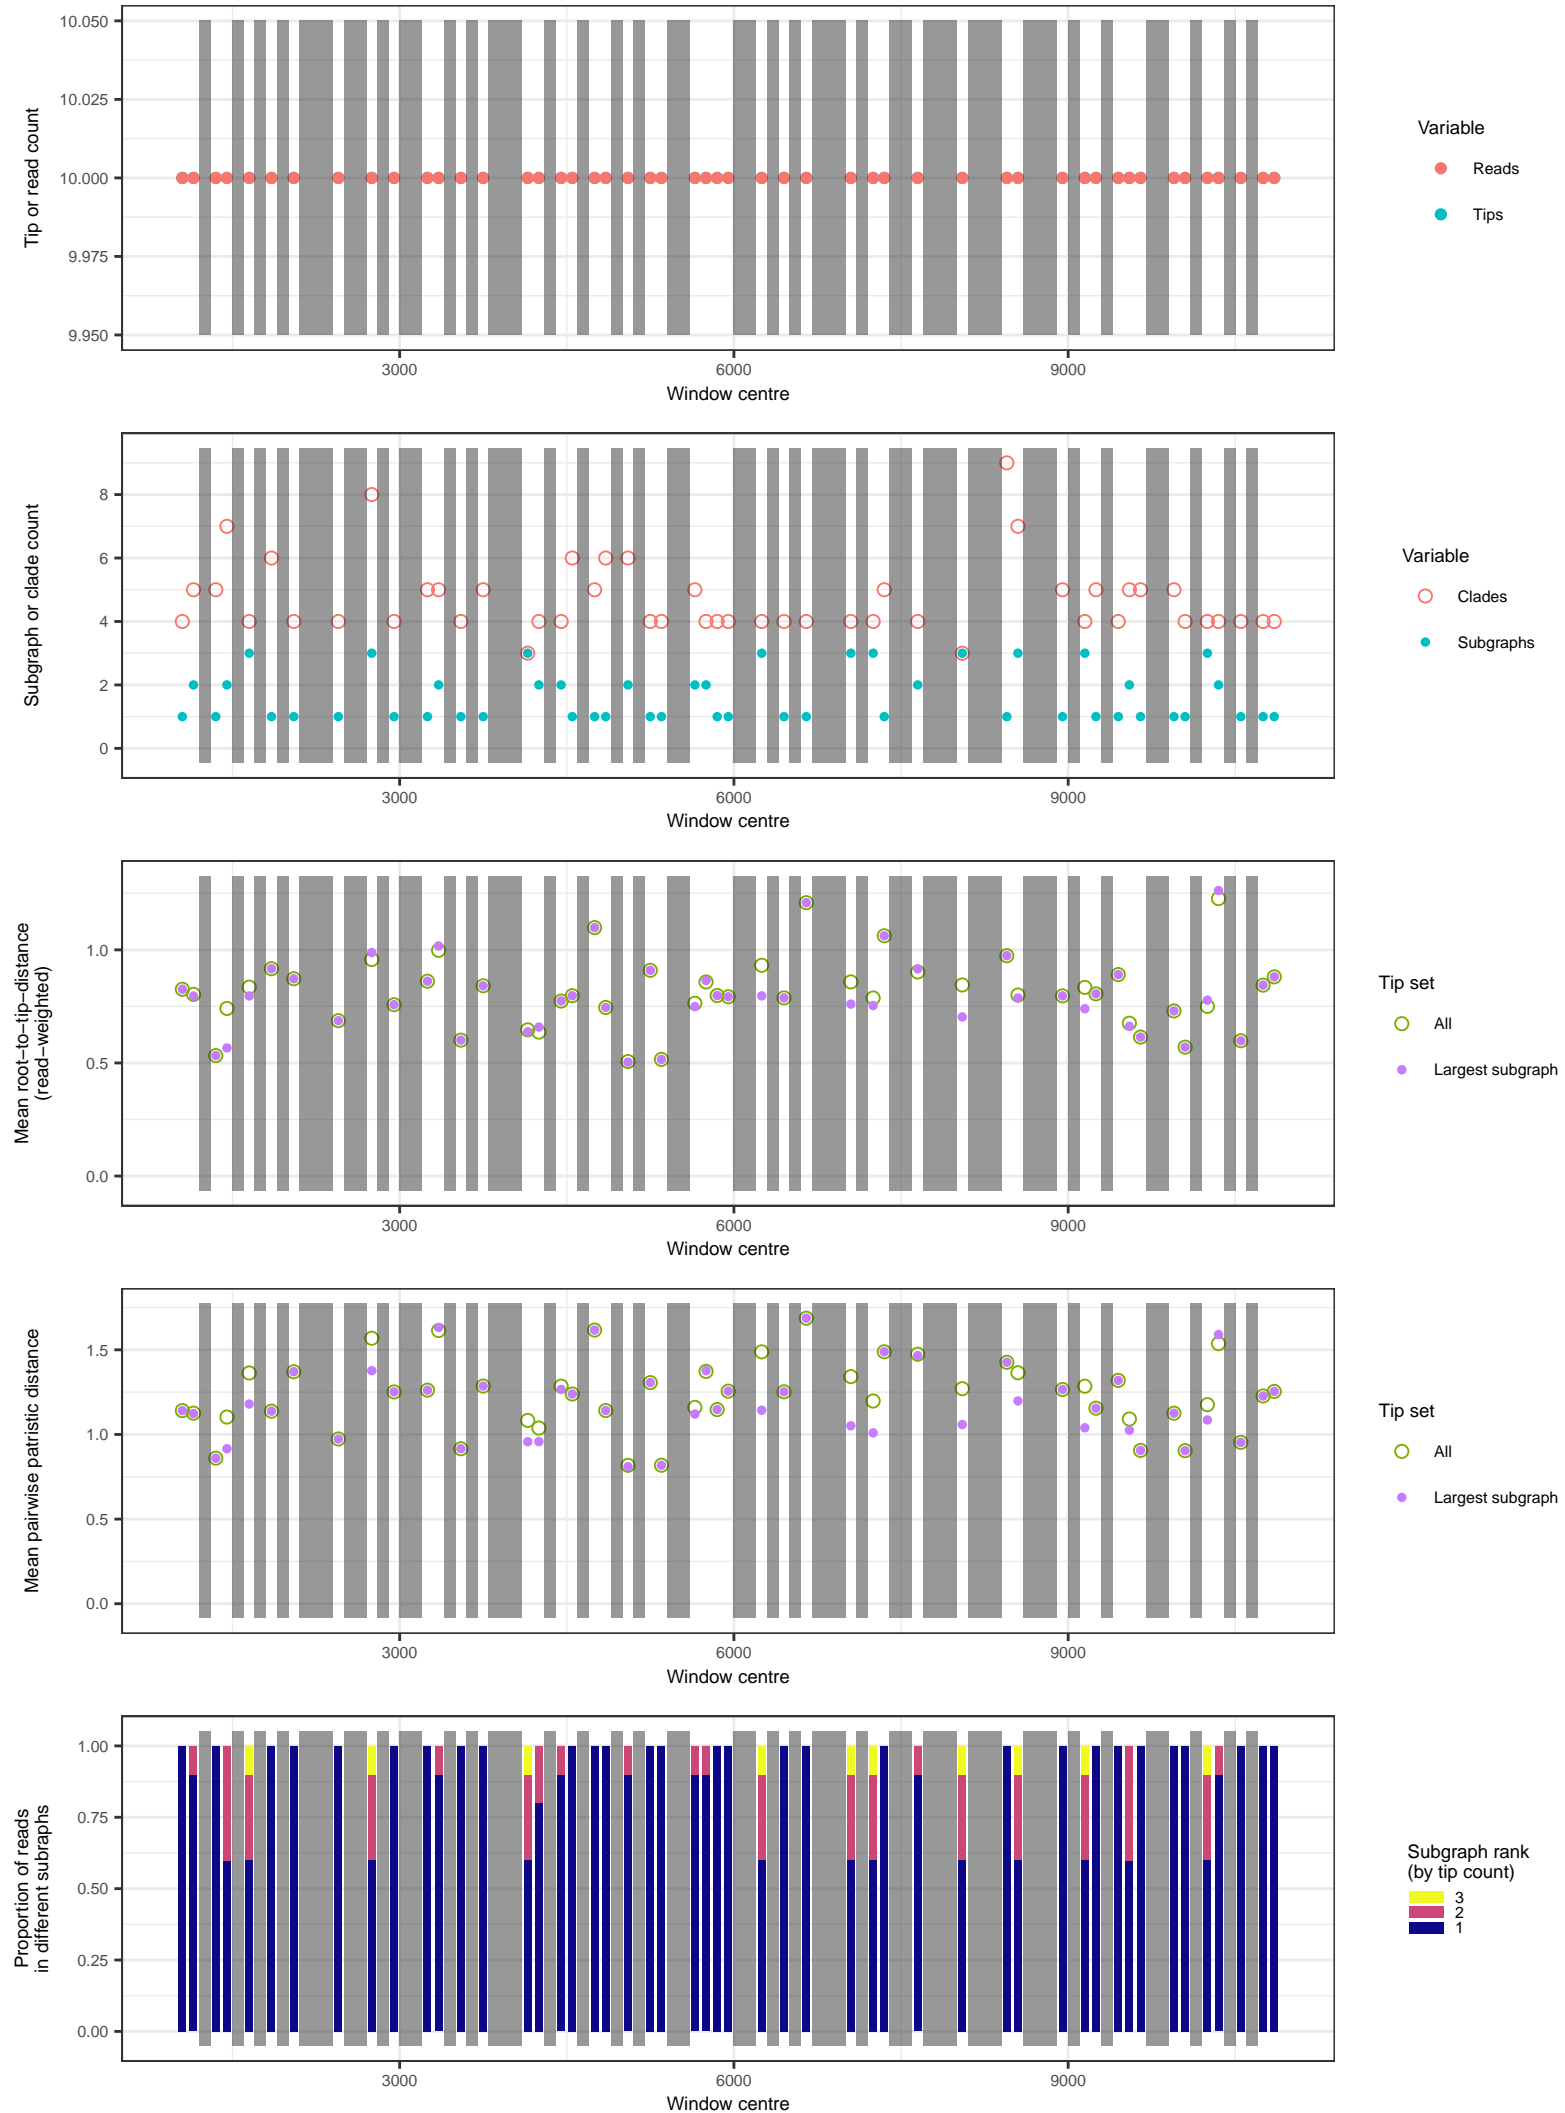 10.050
10.025
10.000
9.975
9.950
Tip or read count
3000
6000
9000
Window centre
Variable
Reads
Tips
8
6
4
2
0
Subgraph or clade count
3000
6000
9000
Window centre
Variable
Clades
Subgraphs
1.0
0.5
0.0
Mean root−to−tip−distance
(read−weighted)
3000
6000
9000
Window centre
Tip set
All
Largest subgraph
1.5
1.0
0.5
0.0
Mean pairwise patristic distance
3000
6000
9000
Window centre
Tip set
All
Largest subgraph
1.00
0.75
0.50
0.25
0.00
Proportion of reads
in different subraphs
3000
6000
9000
Window centre
Subgraph rank
(by tip count)
3
2
1